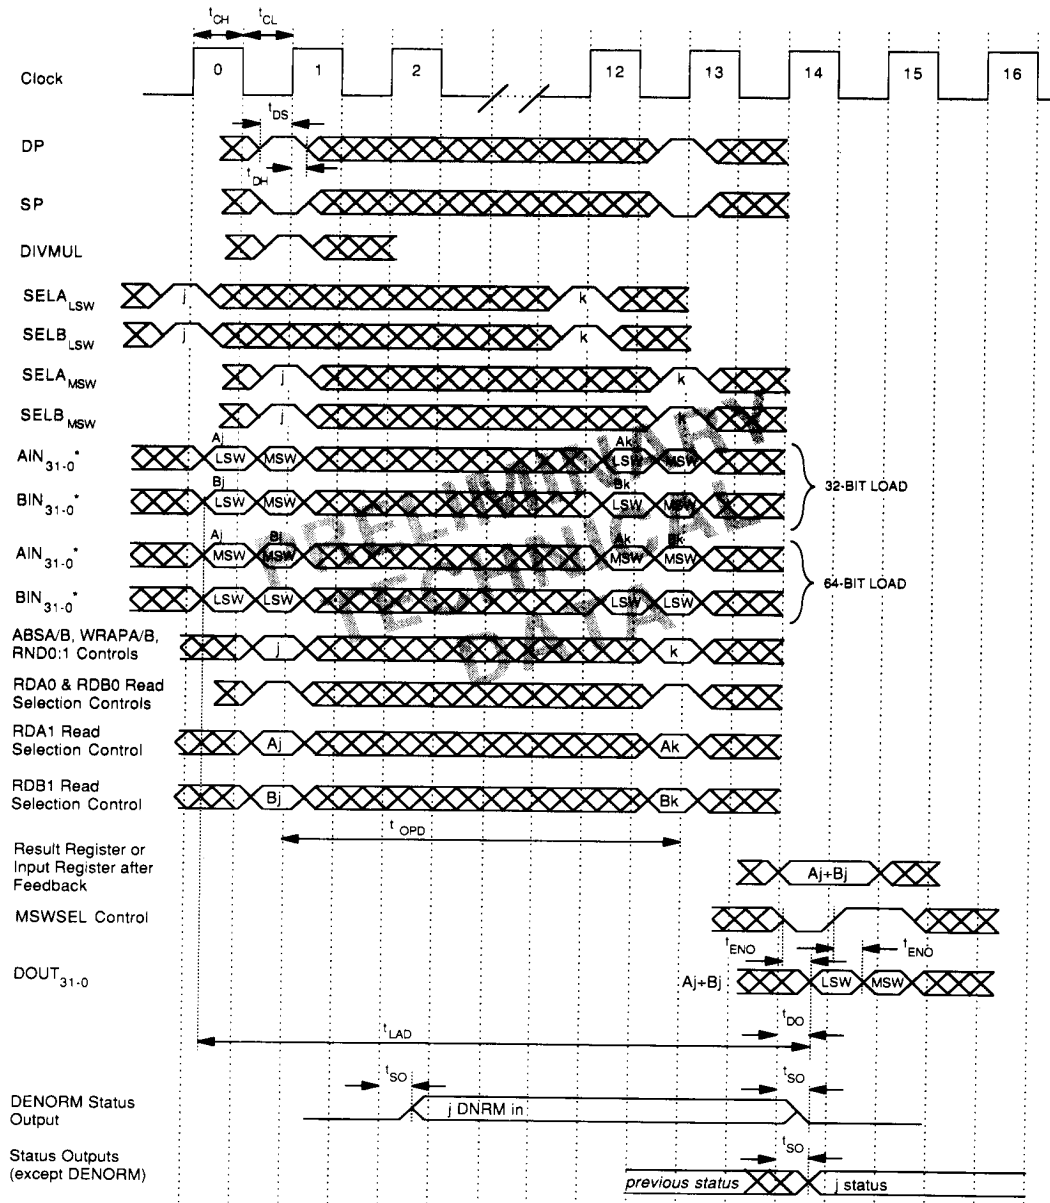 tCH tCL
Clock 0 1 2 12 13 14 15 16
tDS
DP
tDH
SP
DIVMUL
SELALSW j k
SELBLSW j k
SELAMSW j k
SELBMSW j k
Aj Ak
AIN31-0* LSW MSW LSW MSW
32-BIT LOAD
Bj Bk
BIN31-0* LSW MSW LSW MSW
Aj Bj Ak Bk
AIN31-0* MSW MSW MSW MSW
64-BIT LOAD
BIN31-0* LSW LSW LSW LSW
ABSA/B, WRAPA/B,
RND0:1 Controls j k
RDA0 & RDB0 Read
Selection Controls
RDA1 Read
Selection Control Aj Ak
RDB1 Read
Selection Control Bj Bk
PRELIMINARY
TECHNICAL
DATA
tOPD
Result Register or
Input Register after
Feedback Aj+Bj
MSWSEL Control
tENO tENO
DOUT31-0 Aj+Bj LSW MSW
tDO
tLAD
tSO tSO
DENORM Status
Output j DNRM in
tSO
Status Outputs
(except DENORM) previous status j status